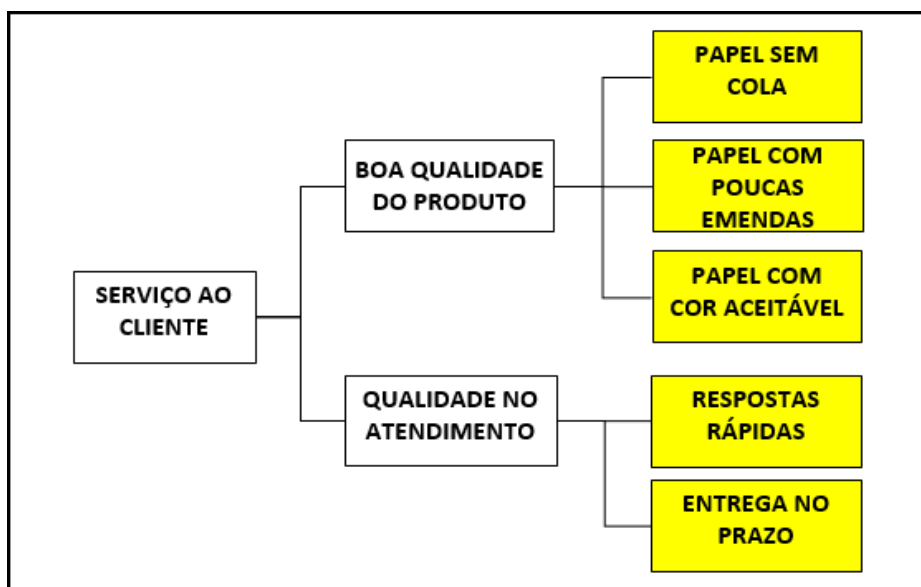 PAPEL SEM
COLA
BOA QUALIDADE
DO PRODUTO
PAPEL COM
POUCAS
EMENDAS
PAPEL COM
COR ACEITÁVEL
SERVIÇO AO
CLIENTE
QUALIDADE NO
ATENDIMENTO
RESPOSTAS
RÁPIDAS
ENTREGA NO
PRAZO